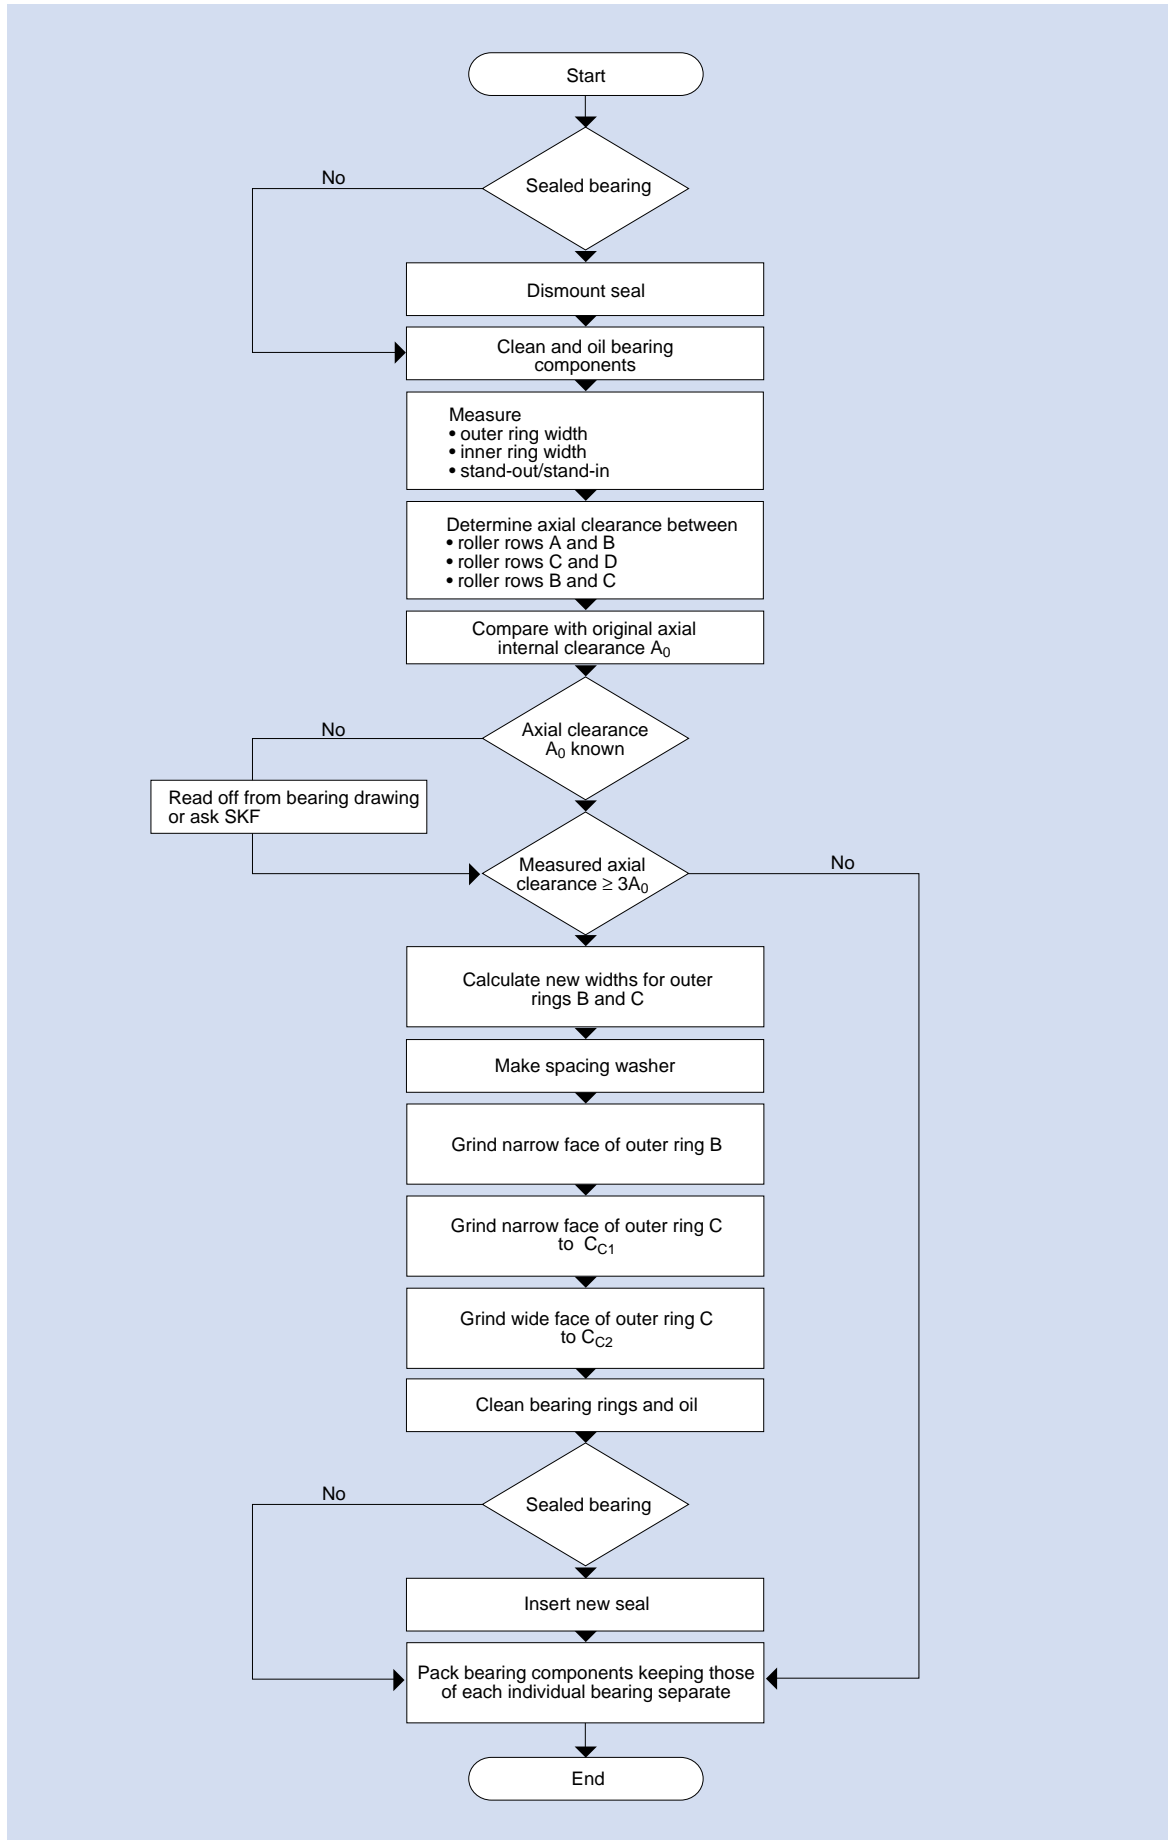 Start
Sealed bearing
No
Dismount seal
Clean and oil bearing
components
Measure
• outer ring width
• inner ring width
• stand-out/stand-in
Determine axial clearance between
• roller rows A and B
• roller rows C and D
• roller rows B and C
Compare with original axial
internal clearance A₀
Axial clearance
A₀ known
No
Read off from bearing drawing
or ask SKF
Measured axial
clearance ≥ 3A₀
No
Calculate new widths for outer
rings B and C
Make spacing washer
Grind narrow face of outer ring B
Grind narrow face of outer ring C
to C_C1
Grind wide face of outer ring C
to C_C2
Clean bearing rings and oil
Sealed bearing
No
Insert new seal
Pack bearing components keeping those
of each individual bearing separate
End